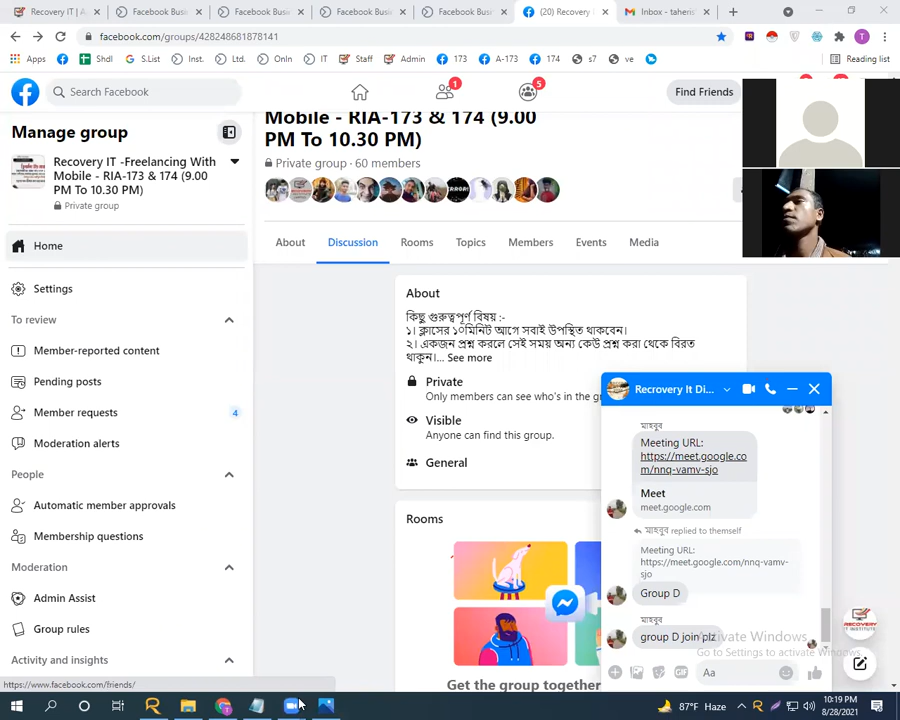 Recovery IT | A
Facebook Busi
Facebook Busi
Facebook Busi
Facebook Busi
(20) Recovery
Inbox - taheris
facebook.com/groups/428248681878141
Apps
Shdl
S.List
Inst.
Ltd.
OnIn
IT
Staff
Admin
173
A-173
174
s7
ve
Reading list
Search Facebook
1
5
Find Friends
Manage group
Recovery IT -Freelancing With
Mobile - RIA-173 & 174 (9.00
PM To 10.30 PM)
Private group
Home
Settings
To review
Member-reported content
Pending posts
Member requests
4
Moderation alerts
People
Automatic member approvals
Membership questions
Moderation
Admin Assist
Group rules
Activity and insights
https://www.facebook.com/friends/
Mobile - RIA-173 & 174 (9.00
PM To 10.30 PM)
Private group · 60 members
ERROR!
About
Discussion
Rooms
Topics
Members
Events
Media
About
কিছু গুরুত্বপূর্ণ বিষয় :-
১। ক্লাসের ১০মিনিট আগে সবাই উপস্থিত থাকবেন।
২। একজন প্রশ্ন করলে সেই সময় অন্য কেউ প্রশ্ন করা থেকে বিরত
থাকুন।... See more
Private
Only members can see who's in the gr
Visible
Anyone can find this group.
General
Rooms
Get the group together
Recrovery It Di...
মাহবুব
Meeting URL:
https://meet.google.co
m/nnq-vamv-sjo
Meet
meet.google.com
মাহবুব replied to themself
Meeting URL:
https://meet.google.com/nnq-vamv-
sjo
Group D
মাহবুব
group D join plz
Aa
Activate Windows
Go to Settings to activate Windows.
RECOVERY
87°F Haze
10:19 PM
8/28/2021